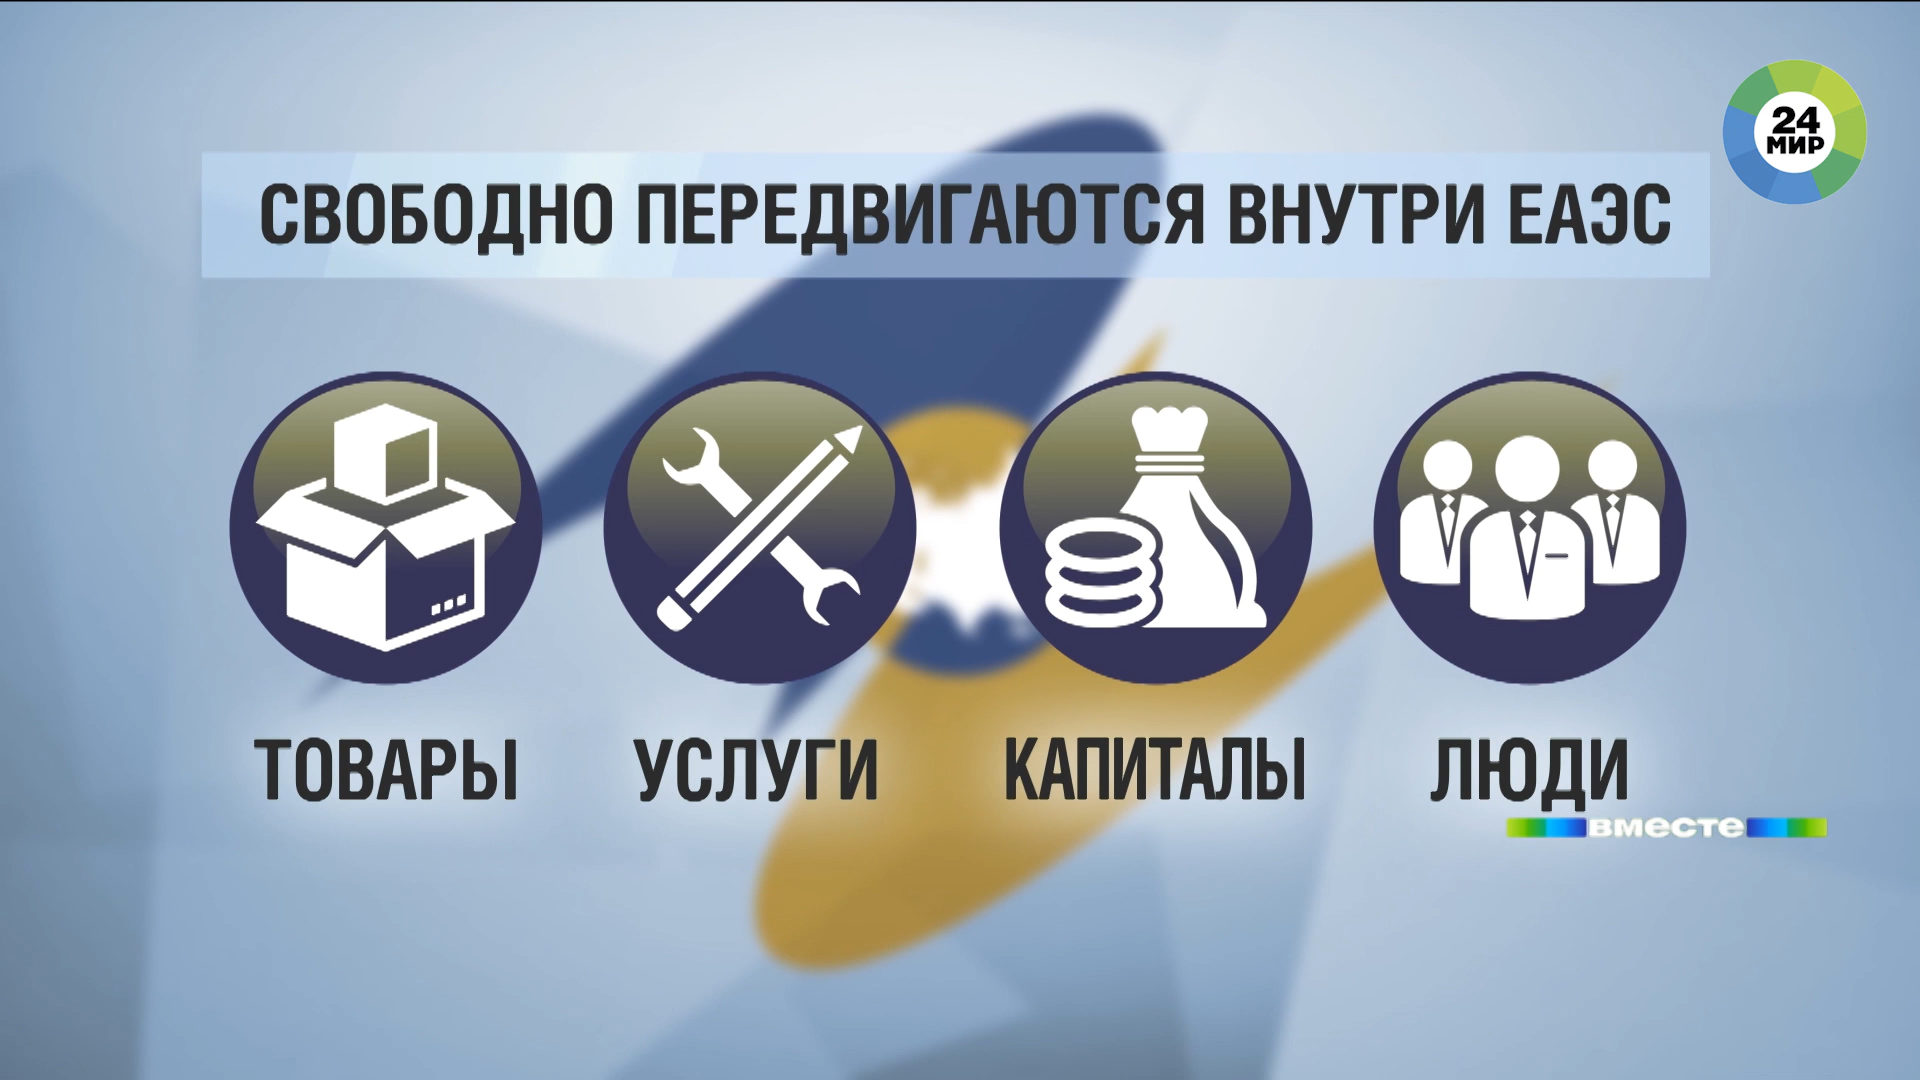 24
МИР
СВОБОДНО ПЕРЕДВИГАЮТСЯ ВНУТРИ ЕАЭС
ТОВАРЫ
УСЛУГИ
КАПИТАЛЫ
ЛЮДИ
вместе